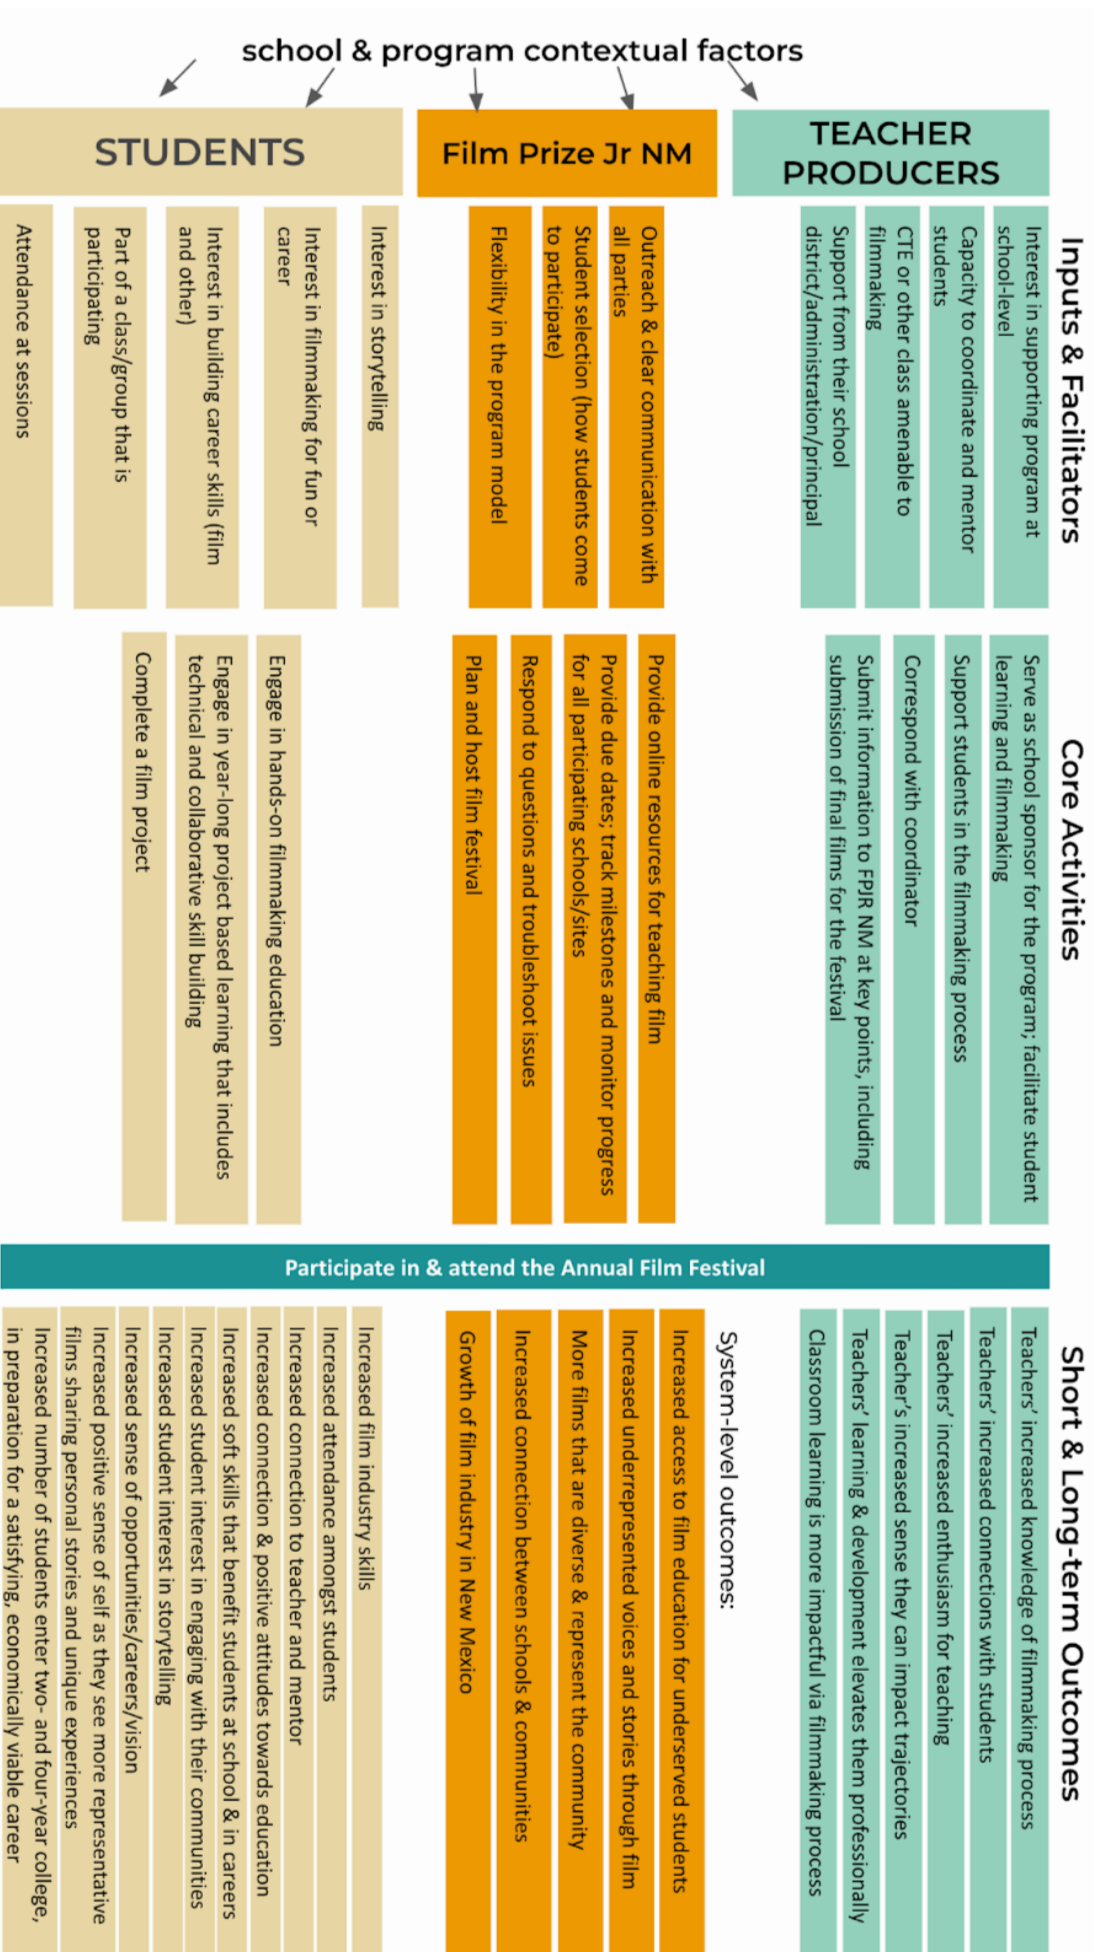 school & program contextual factors
TEACHER
PRODUCERS
Film Prize Jr NM
STUDENTS
Inputs & Facilitators
Interest in supporting program at
school-level
Capacity to coordinate and mentor
students
CTE or other class amenable to
filmmaking
Support from their school
district/administration/principal
Outreach & clear communication with
all parties
Student selection (how students come
to participate)
Flexibility in the program model
Interest in storytelling
Interest in filmmaking for fun or
career
Interest in building career skills (film
and other)
Part of a class/group that is
participating
Attendance at sessions
Core Activities
Serve as school sponsor for the program; facilitate student
learning and filmmaking
Support students in the filmmaking process
Correspond with coordinator
Submit information to FPJR NM at key points, including
submission of final films for the festival
Provide online resources for teaching film
Provide due dates; track milestones and monitor progress
for all participating schools/sites
Respond to questions and troubleshoot issues
Plan and host film festival
Engage in hands-on filmmaking education
Engage in year-long project based learning that includes
technical and collaborative skill building
Complete a film project
Participate in & attend the Annual Film Festival
Short & Long-term Outcomes
Teachers' increased knowledge of filmmaking process
Teachers' increased connections with students
Teachers' increased enthusiasm for teaching
Teacher's increased sense they can impact trajectories
Teachers' learning & development elevates them professionally
Classroom learning is more impactful via filmmaking process
System-level outcomes:
Increased access to film education for underserved students
Increased underrepresented voices and stories through film
More films that are diverse & represent the community
Increased connection between schools & communities
Growth of film industry in New Mexico
Increased film industry skills
Increased attendance amongst students
Increased connection to teacher and mentor
Increased connection & positive attitudes towards education
Increased soft skills that benefit students at school & in careers
Increased student interest in engaging with their communities
Increased student interest in storytelling
Increased sense of opportunities/careers/vision
Increased positive sense of self as they see more representative
films sharing personal stories and unique experiences
Increased number of students enter two- and four-year college,
in preparation for a satisfying, economically viable career